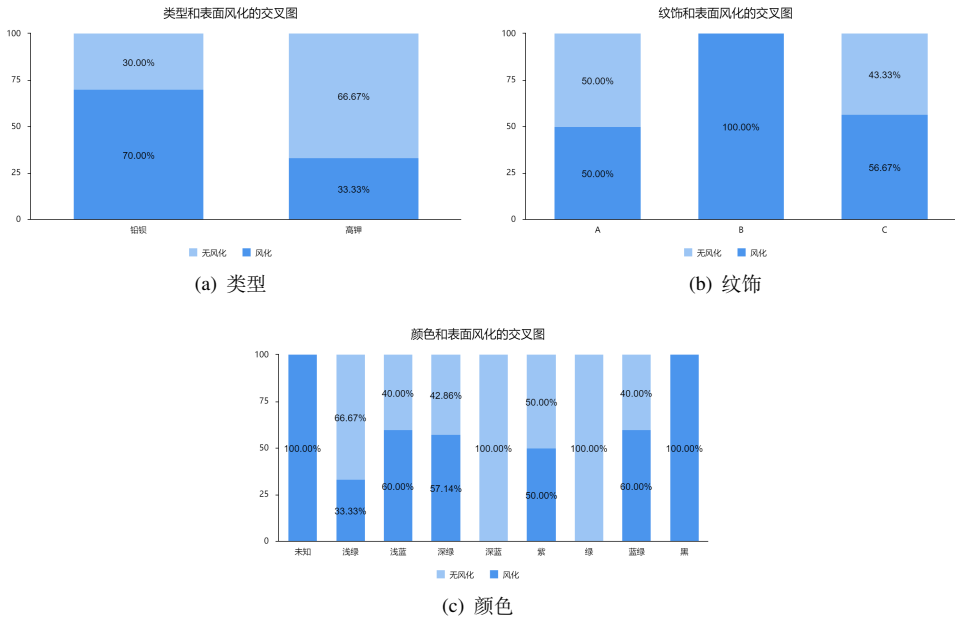 类型和表面风化的交叉图
100
75
50
25
0
30.00%
70.00%
66.67%
33.33%
铅钡
高钾
无风化 风化
(a) 类型
纹饰和表面风化的交叉图
100
75
50
25
0
50.00%
50.00%
100.00%
43.33%
56.67%
A
B
C
无风化 风化
(b) 纹饰
颜色和表面风化的交叉图
100
75
50
25
0
100.00%
66.67%
33.33%
40.00%
60.00%
42.86%
57.14%
100.00%
50.00%
50.00%
100.00%
40.00%
60.00%
100.00%
未知
浅绿
浅蓝
深绿
深蓝
紫
绿
蓝绿
黑
无风化 风化
(c) 颜色